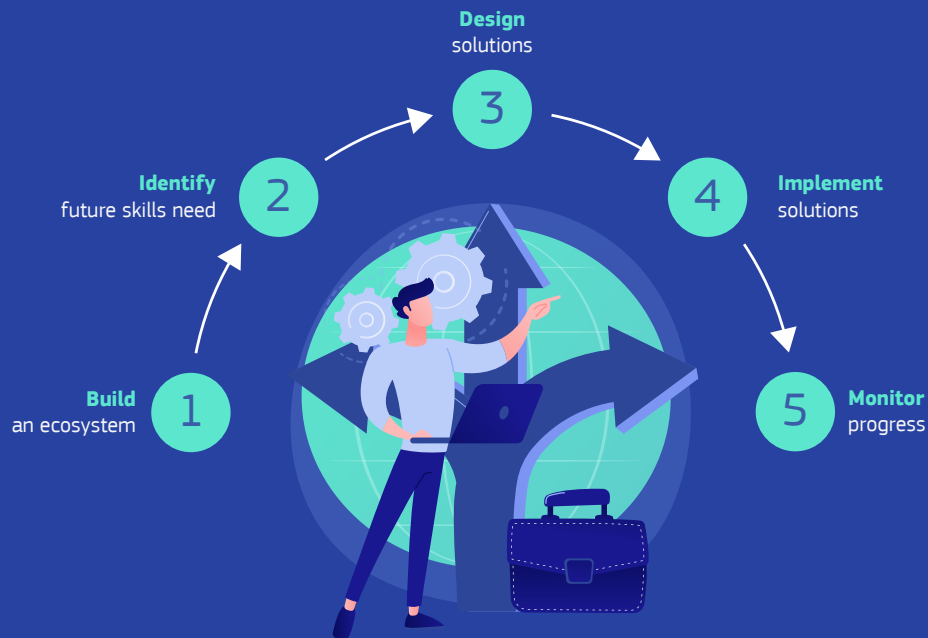 Build
an ecosystem
1
Identify
future skills need
2
Design
solutions
3
Implement
solutions
4
Monitor
progress
5